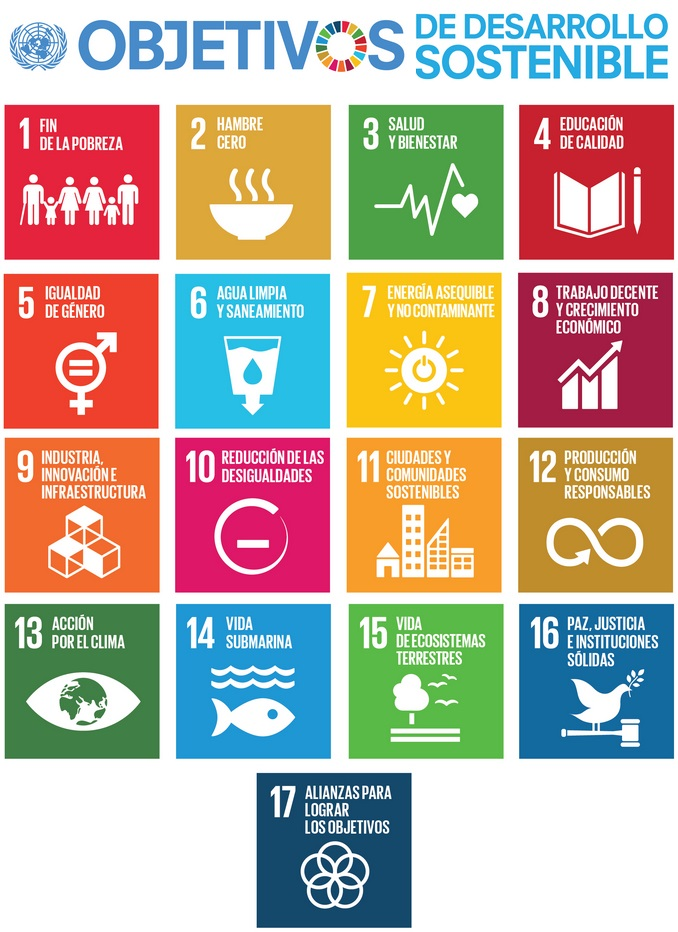 OBJETIVOS
DE DESARROLLO
SOSTENIBLE
1 FIN
DE LA POBREZA
2 HAMBRE
CERO
3 SALUD
Y BIENESTAR
4 EDUCACIÓN
DE CALIDAD
5 IGUALDAD
DE GÉNERO
6 AGUA LIMPIA
Y SANEAMIENTO
7 ENERGÍA ASEQUIBLE
Y NO CONTAMINANTE
8 TRABAJO DECENTE
Y CRECIMIENTO
ECONÓMICO
9 INDUSTRIA,
INNOVACIÓN E
INFRAESTRUCTURA
10 REDUCCIÓN DE LAS
DESIGUALDADES
11 CIUDADES Y
COMUNIDADES
SOSTENIBLES
12 PRODUCCIÓN
Y CONSUMO
RESPONSABLES
13 ACCIÓN
POR EL CLIMA
14 VIDA
SUBMARINA
15 VIDA
DE ECOSISTEMAS
TERRESTRES
16 PAZ, JUSTICIA
E INSTITUCIONES
SÓLIDAS
17 ALIANZAS PARA
LOGRAR
LOS OBJETIVOS